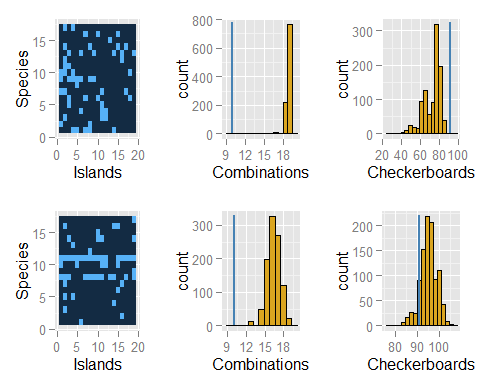 Species
15
10
5
0
0 5 10 15 20
Islands
count
800
600
400
200
0
9 12 15 18
Combinations
count
300
200
100
0
20 40 60 80 100
Checkerboards
Species
15
10
5
0
0 5 10 15 20
Islands
count
300
200
100
0
9 12 15 18
Combinations
count
200
150
100
50
0
80 90 100
Checkerboards